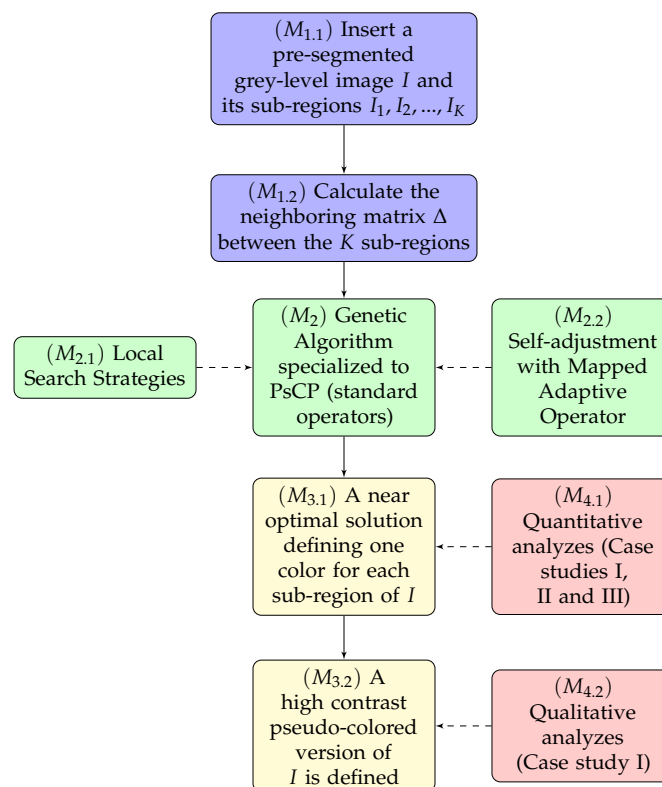 (M1.1) Insert a
pre-segmented
grey-level image I and
its sub-regions I1, I2, ..., IK
(M1.2) Calculate the
neighboring matrix Δ
between the K sub-regions
(M2.1) Local
Search Strategies
(M2) Genetic
Algorithm
specialized to
PsCP (standard
operators)
(M2.2)
Self-adjustment
with Mapped
Adaptive
Operator
(M3.1) A near
optimal solution
defining one
color for each
sub-region of I
(M4.1)
Quantitative
analyzes (Case
studies I,
II and III)
(M3.2) A
high contrast
pseudo-colored
version of
I is defined
(M4.2)
Qualitative
analyzes
(Case study I)